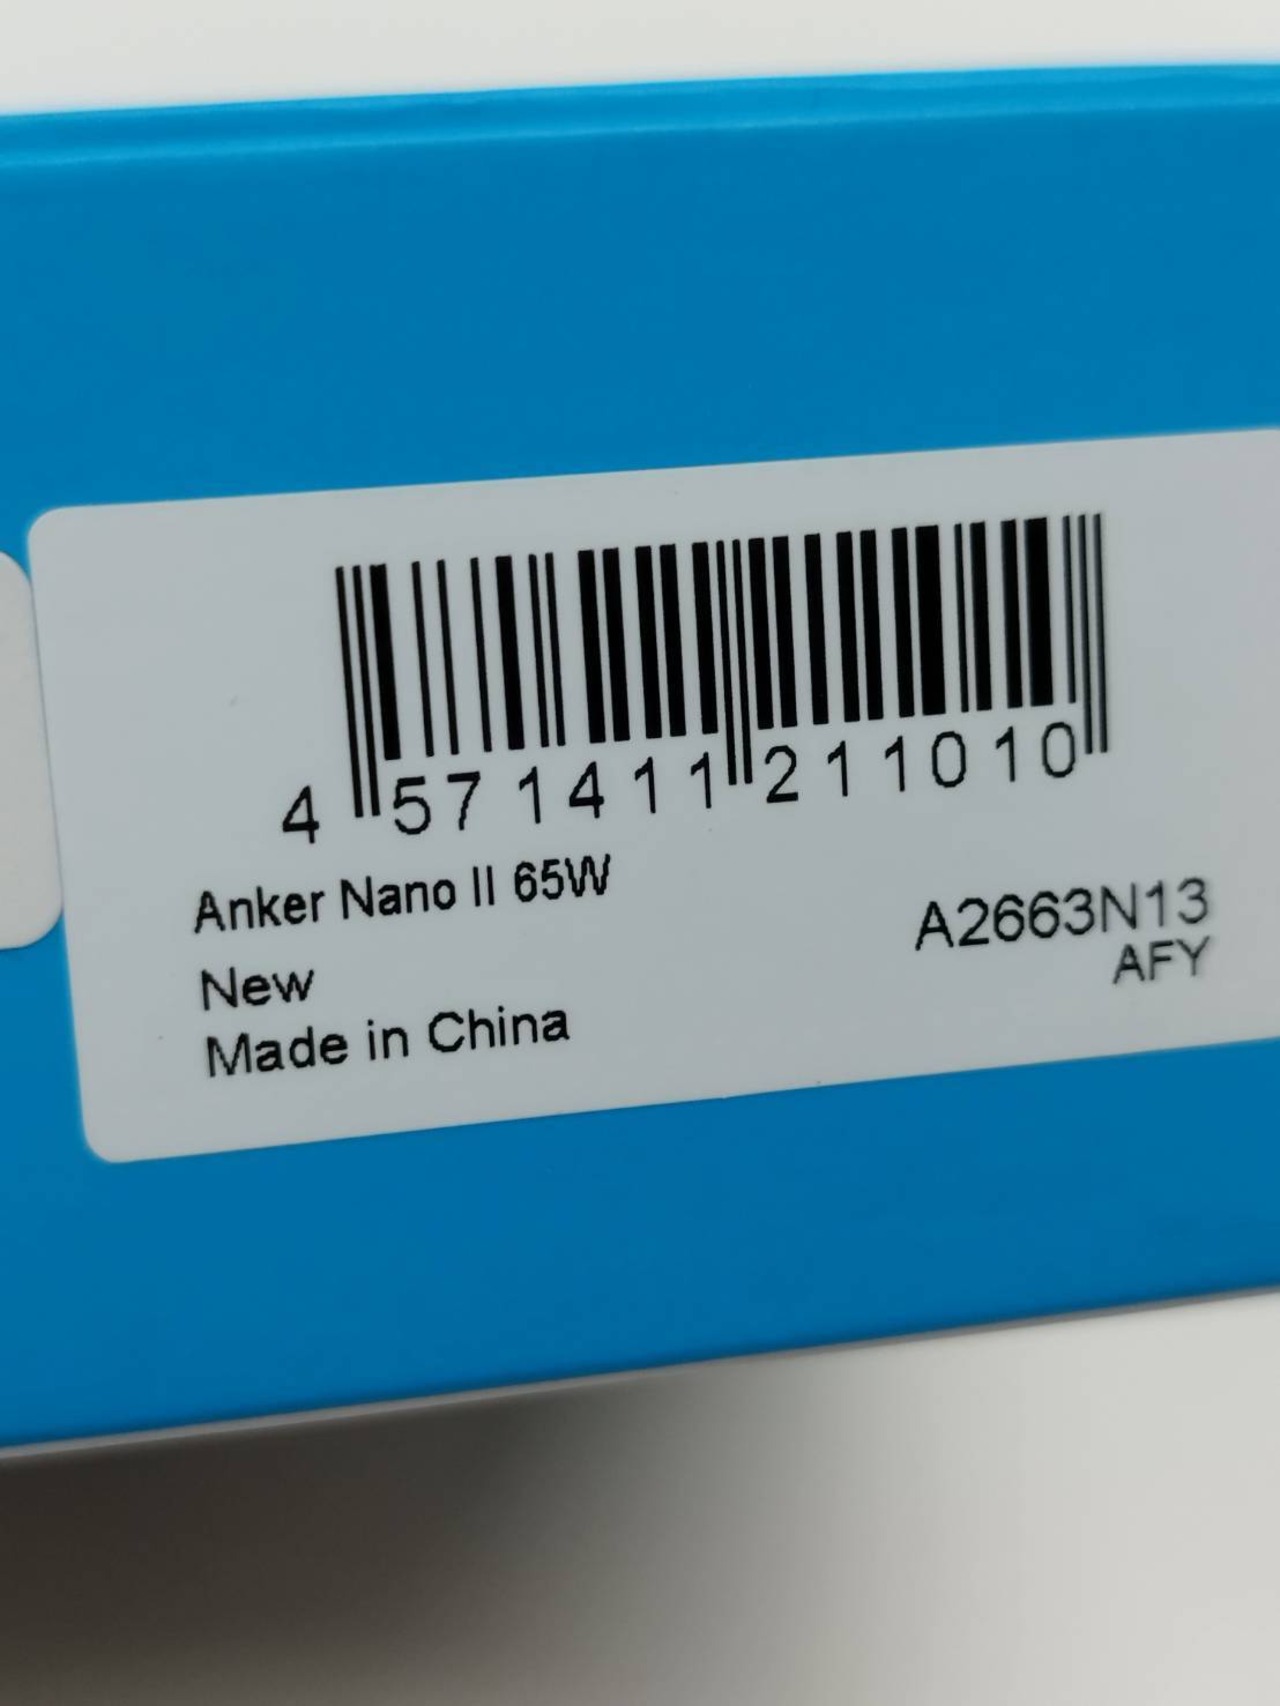 4 571411 211010
Anker Nano II 65W
A2663N13
New
AFY
Made in China